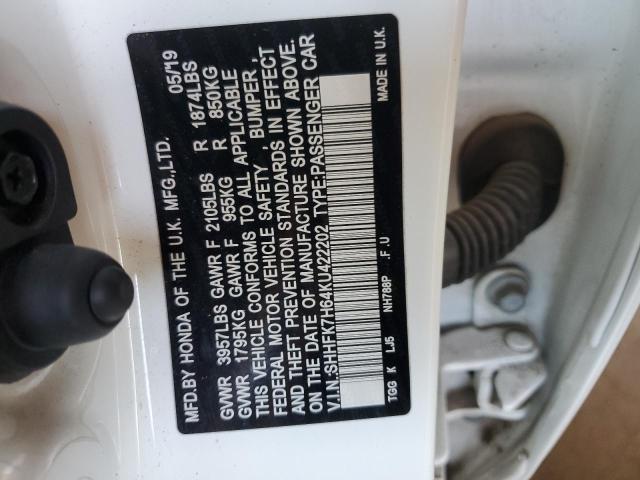 MFD.BY HONDA OF THE U.K. MFG.,LTD. 05/19
GVWR 3957LBS GAWR F 2105LBS R 1874LBS
GVWR 1795KG GAWR F 955KG R 850KG
THIS VEHICLE CONFORMS TO ALL APPLICABLE
FEDERAL MOTOR VEHICLE SAFETY, BUMPER,
AND THEFT PREVENTION STANDARDS IN EFFECT
ON THE DATE OF MANUFACTURE SHOWN ABOVE.
V.I.N.:SHHFK7H64KU422202 TYPE:PASSENGER CAR
TGG K LJ5 NH788P .F.U MADE IN U.K.